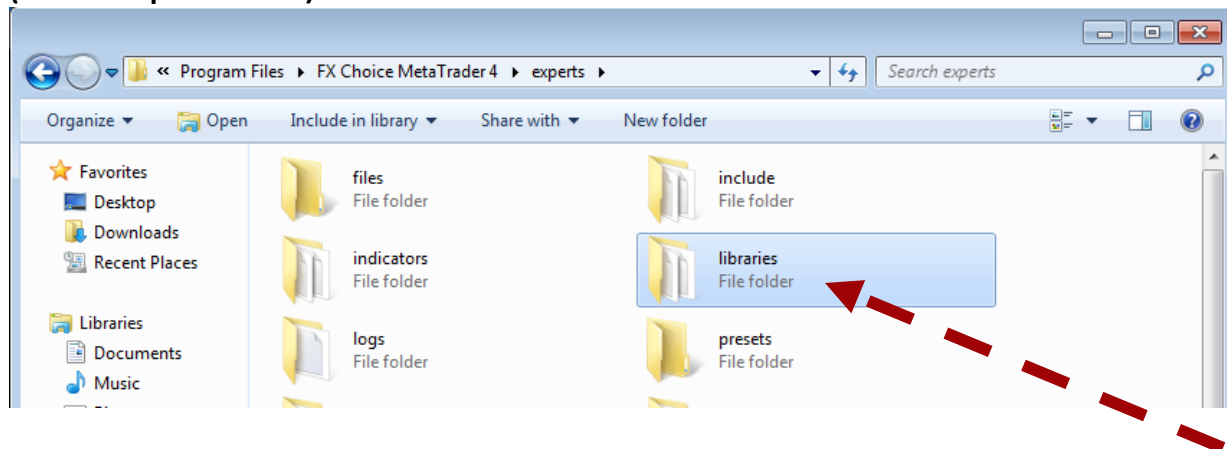 « Program Files ▸ FX Choice MetaTrader 4 ▸ experts ▸
Search experts
Organize ▾ Open Include in library ▾ Share with ▾ New folder
Favorites
Desktop
Downloads
Recent Places
Libraries
Documents
Music
files
File folder
include
File folder
indicators
File folder
libraries
File folder
logs
File folder
presets
File folder